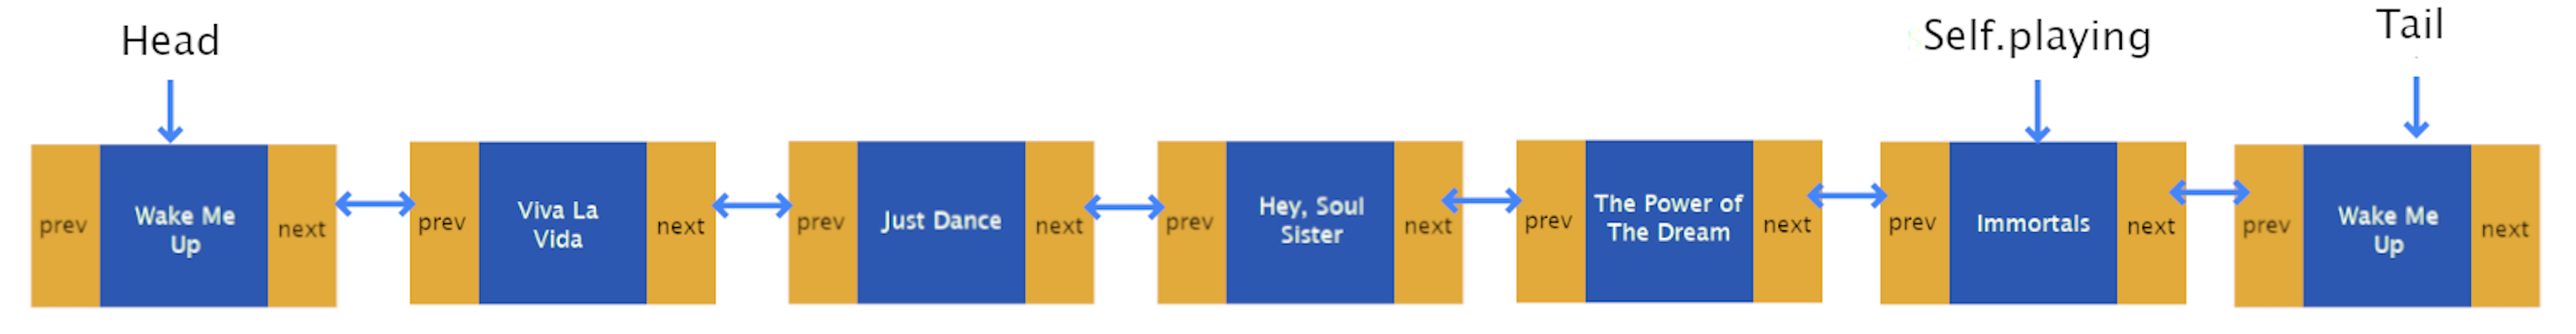 Head
Self.playing
Tail
prev
Wake Me
Up
next
prev
Viva La
Vida
next
prev
Just Dance
next
prev
Hey, Soul
Sister
next
prev
The Power of
The Dream
next
prev
Immortals
next
prev
Wake Me
Up
next